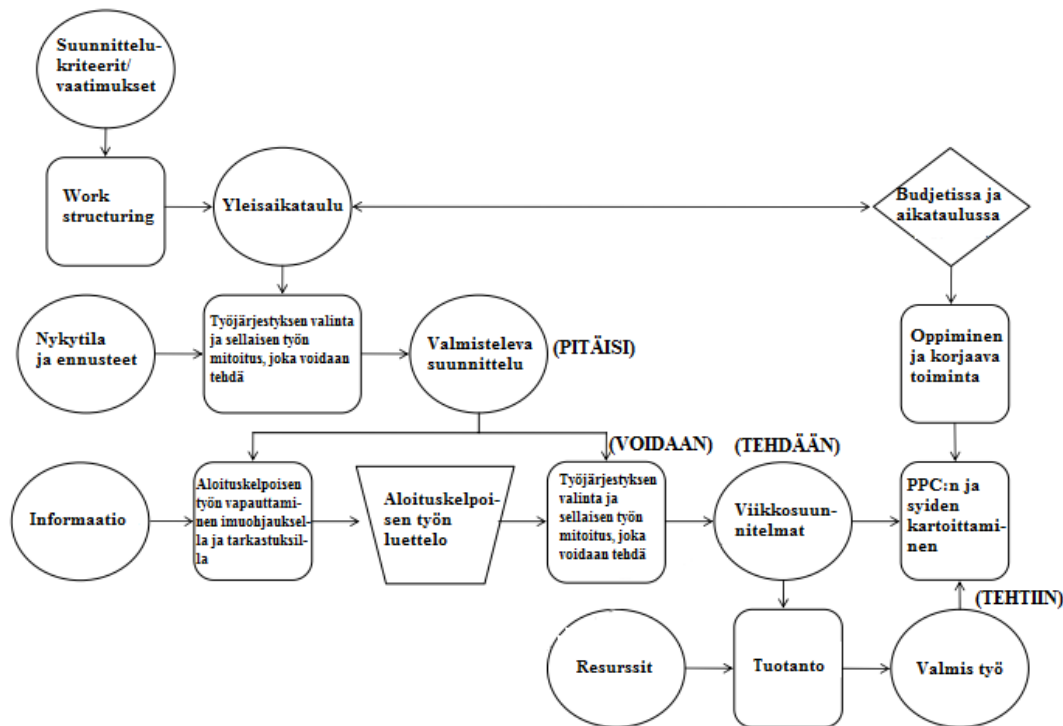 Suunnittelu-
kriteerit/
vaatimukset
Work
structuring
Yleisaikataulu
Budjetissa ja
aikataulussa
Nykytila
ja ennusteet
Työjärjestyksen valinta
ja sellaisen työn
mitoitus, joka voidaan
tehdä
Valmisteleva
suunnittelu
(PITÄISI)
Oppiminen
ja korjaava
toiminta
(VOIDAAN)
(TEHDÄÄN)
Informaatio
Aloituskelpoisen
työn vapauttami-
nen imuohjauksel-
la ja tarkastuksil-
la
Aloituskelpoi-
sen työn
luettelo
Työjärjestyksen
valinta ja
sellaisen työn
mitoitus, joka
voidaan tehdä
Viikkosuun-
nitelmat
PPC:n ja
syiden
kartoittami-
nen
(TEHTIIN)
Resurssit
Tuotanto
Valmis työ